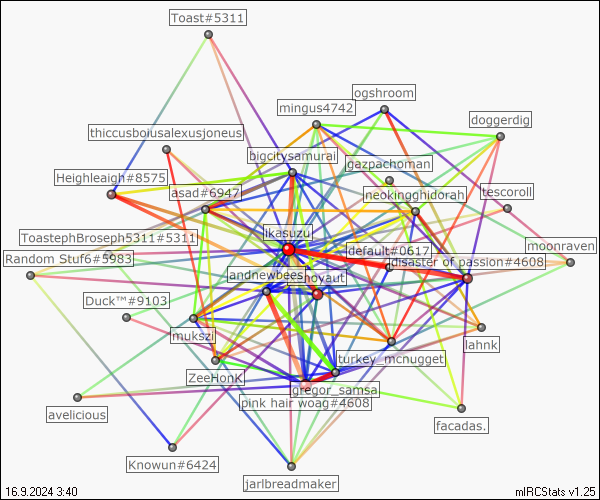 Toast#5311
ogshroom
mingus4742
doggerdig
thiccusboiusalexusjoneus
bigcitysamurai
gazpachoman
Heighleaigh#8575
asad#6947
neokingghidorah
tescoroll
ikasuzu
ToastephBroseph5311#5311
default#0617
moonraven
Random Stuf6#5983
disaster of passion#4608
andnewbees
noyaut
Duck™#9103
mukszi
lahnk
turkey_mcnugget
ZeeHonk
gregor_samsa
pink hair woag#4608
avelicious
facadas.
Knowun#6424
jarlbreadmaker
16.9.2024 3:40
mIRCStats v1.25